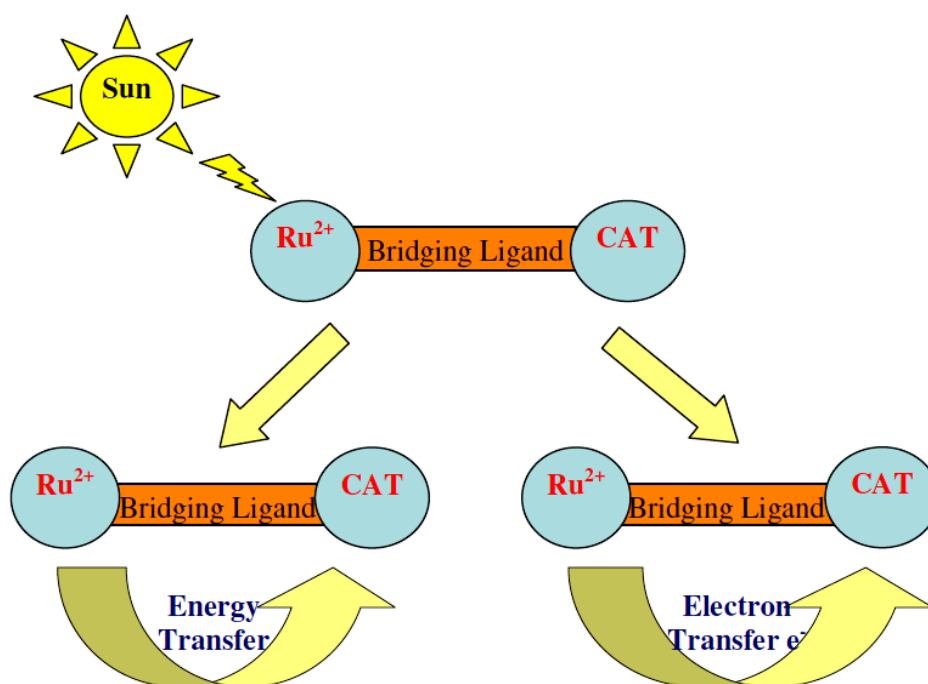 Sun
Ru²⁺ Bridging Ligand CAT
Ru²⁺ Bridging Ligand CAT
Energy
Transfer
Ru²⁺ Bridging Ligand CAT
Electron
Transfer e⁻